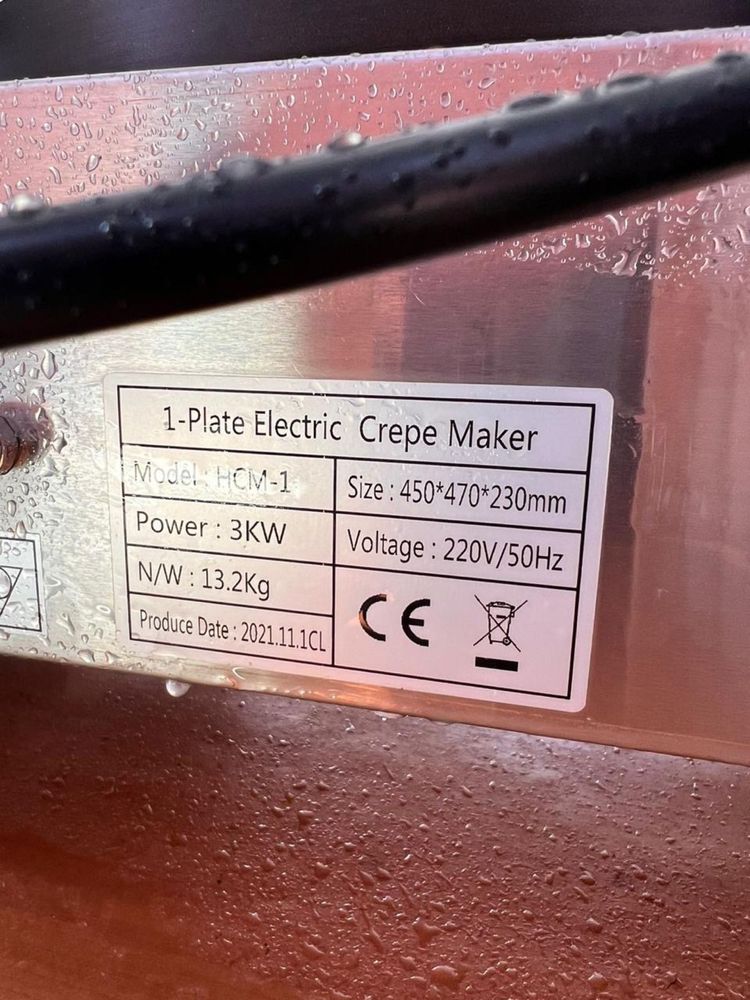 1-Plate Electric Crepe Maker
Model : HCM-1
Size : 450*470*230mm
Power : 3KW
Voltage : 220V/50Hz
N/W : 13.2Kg
Produce Date : 2021.11.1CL
CE